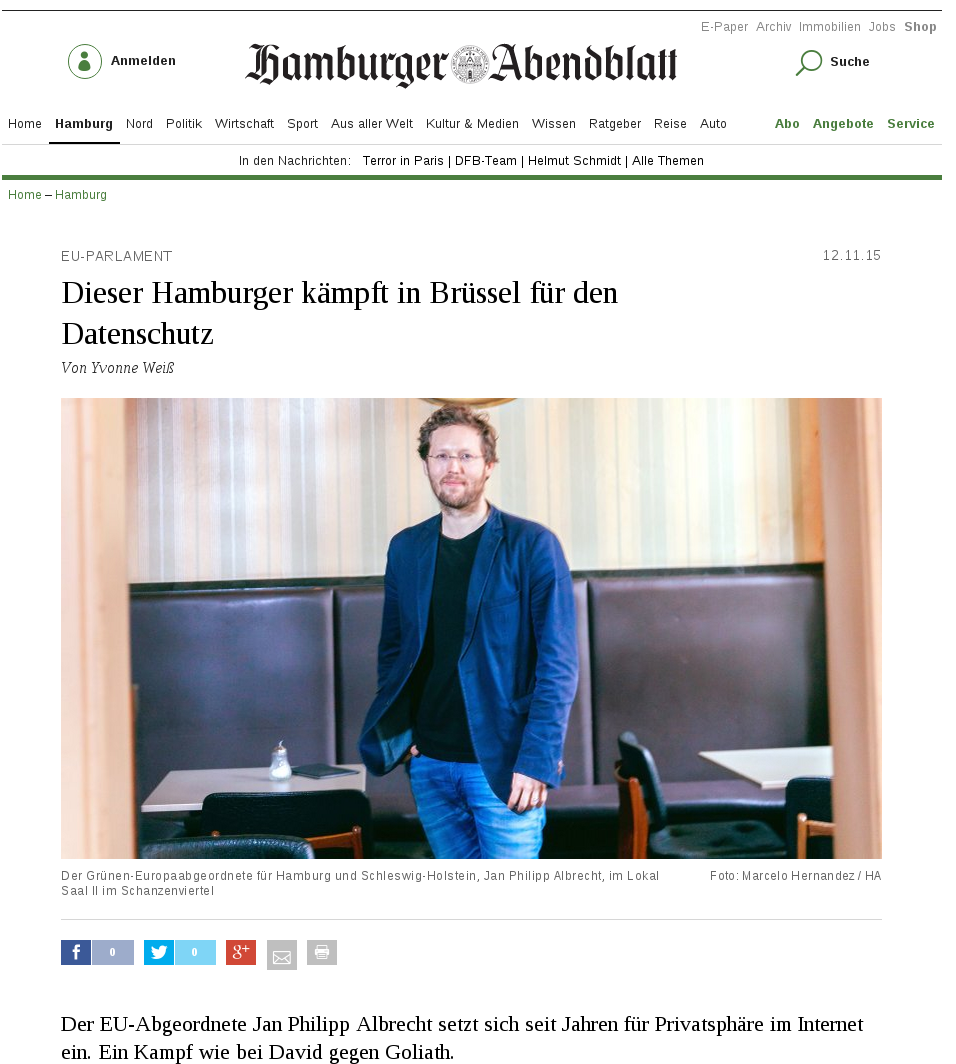 E-Paper Archiv Immobilien Jobs Shop
Anmelden
Hamburger Abendblatt
Suche
Home Hamburg Nord Politik Wirtschaft Sport Aus aller Welt Kultur & Medien Wissen Ratgeber Reise Auto Abo Angebote Service
In den Nachrichten: Terror in Paris | DFB-Team | Helmut Schmidt | Alle Themen
Home – Hamburg
EU-PARLAMENT 12.11.15
Dieser Hamburger kämpft in Brüssel für den
Datenschutz
Von Yvonne Weiß
Der Grünen-Europaabgeordnete für Hamburg und Schleswig-Holstein, Jan Philipp Albrecht, im Lokal
Saal II im Schanzenviertel
Foto: Marcelo Hernandez / HA
f 0 0 g+
Der EU-Abgeordnete Jan Philipp Albrecht setzt sich seit Jahren für Privatsphäre im Internet
ein. Ein Kampf wie bei David gegen Goliath.